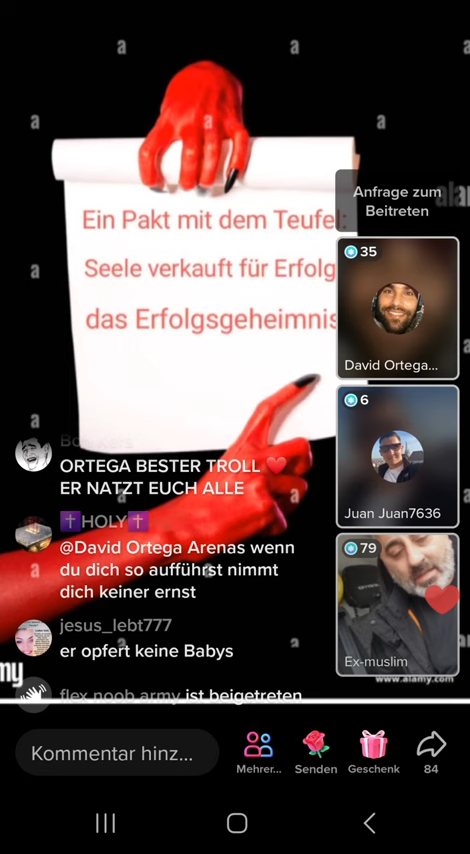 a a
a a a
alamy
Ein Pakt mit dem Teufel:
Seele verkauft für Erfolg
das Erfolgsgeheimnis
Anfrage zum
Beitreten
35
David Ortega...
6
Juan Juan7636
79
Ex-muslim
ORTEGA BESTER TROLL ❤️
ER NATZT EUCH ALLE
✝️HOLY✝️
@David Ortega Arenas wenn
du dich so aufführst nimmt
dich keiner ernst
jesus_lebt777
er opfert keine Babys
flex noob army ist beigetreten
www.alamy.com
Kommentar hinz...
Mehrer... Senden Geschenk 84